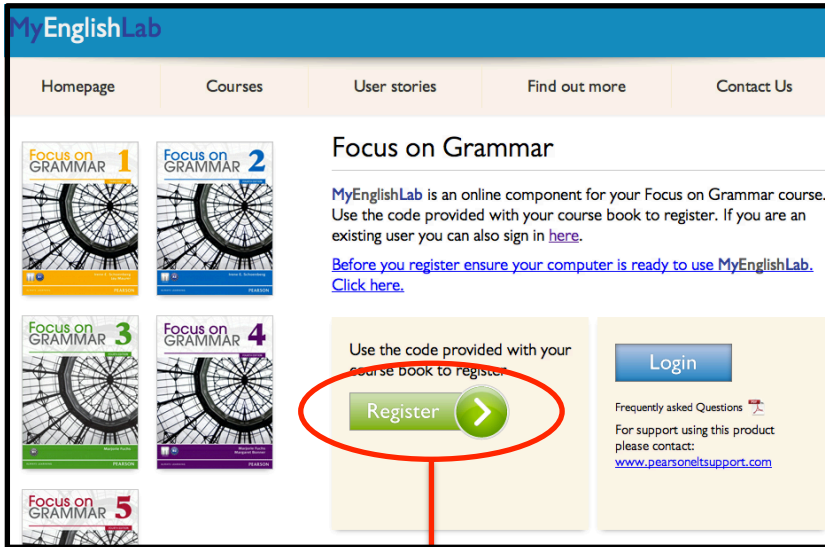 MyEnglishLab
Homepage Courses User stories Find out more Contact Us
Focus on GRAMMAR 1
PEARSON
Focus on GRAMMAR 2
PEARSON
Focus on GRAMMAR 3
PEARSON
Focus on GRAMMAR 4
PEARSON
Focus on GRAMMAR 5
Focus on Grammar
MyEnglishLab is an online component for your Focus on Grammar course.
Use the code provided with your course book to register. If you are an
existing user you can also sign in here.
Before you register ensure your computer is ready to use MyEnglishLab.
Click here.
Use the code provided with your
course book to register.
Register
Login
Frequently asked Questions
For support using this product
please contact:
www.pearsoneltsupport.com